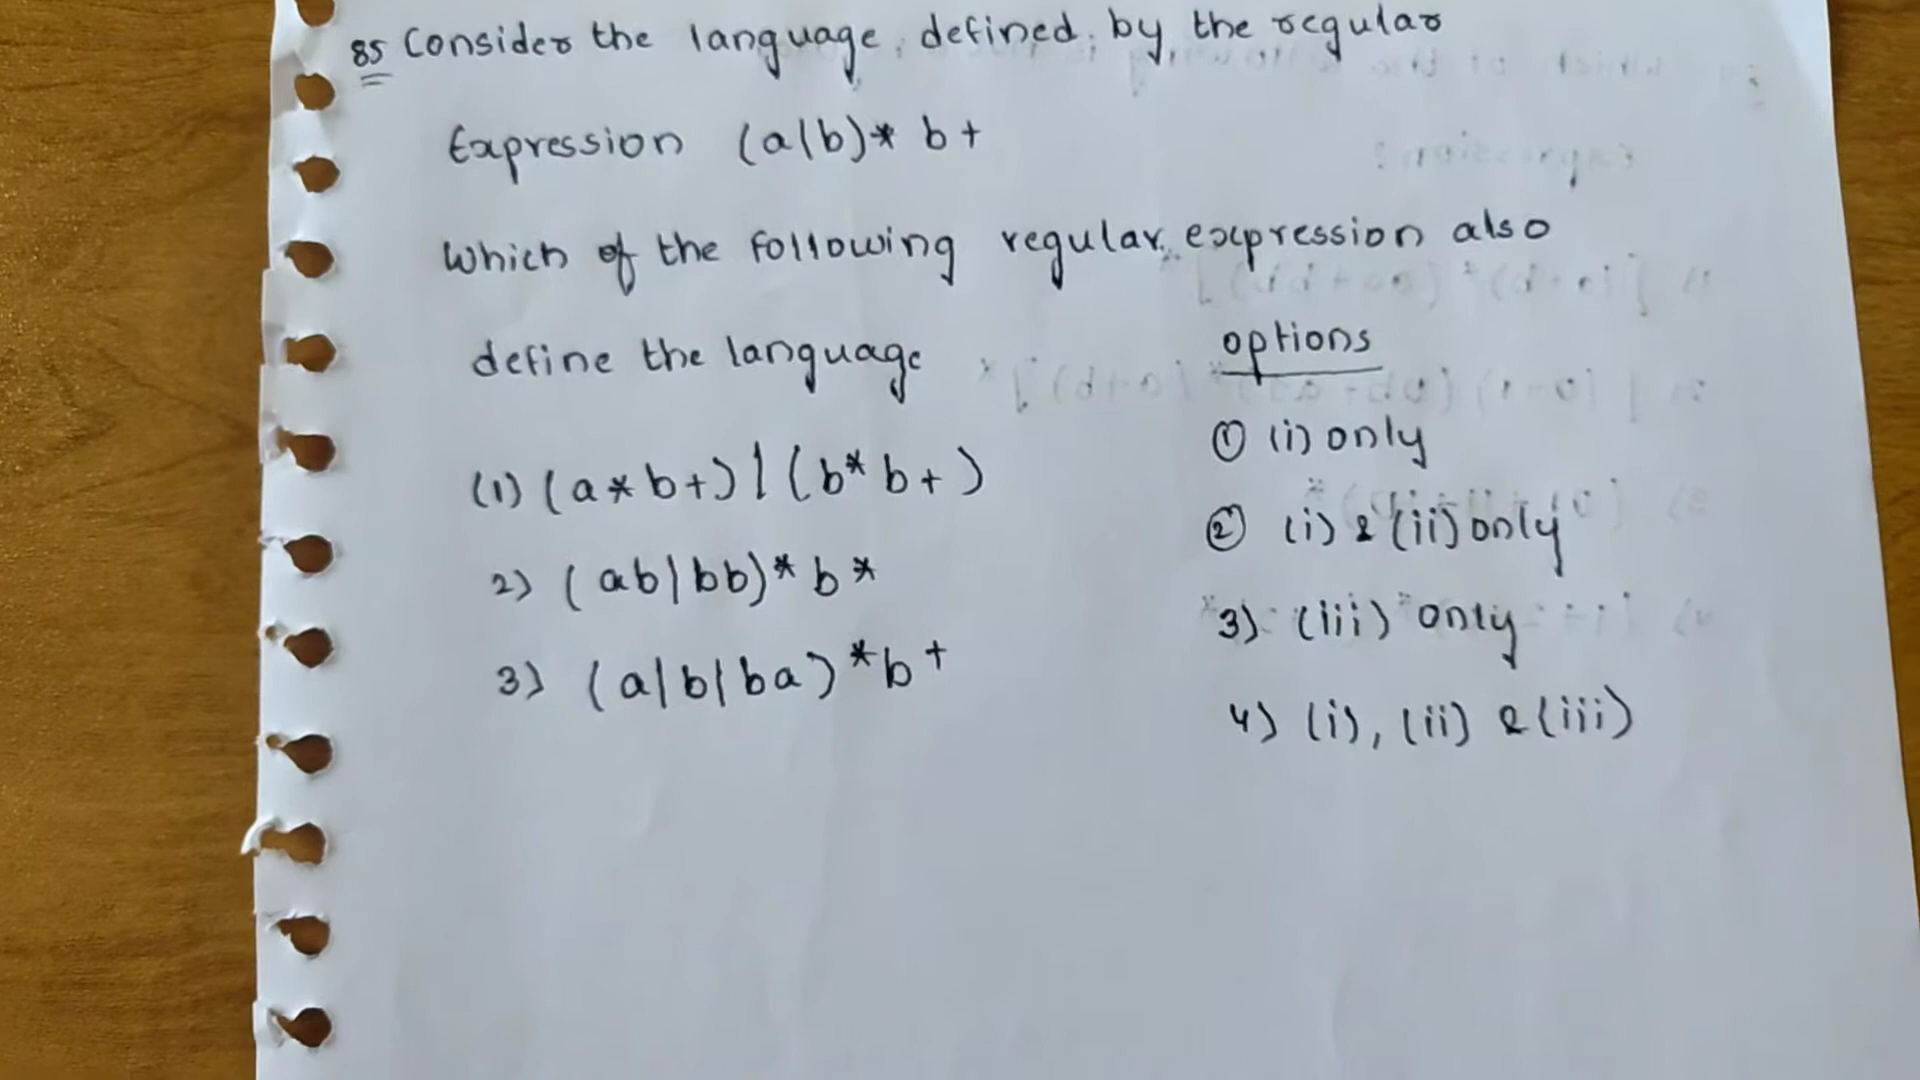 85 Consider the language, defined, by the regular
Expression (a|b)* b+
Which of the following regular expression also
define the language
options
(1) (a*b+) | (b*b+)
2) (ab|bb)* b*
3) (a|b|ba)*b+
① (i) only
② (i) & (ii) only
3) (iii) only
4) (i), (ii) & (iii)